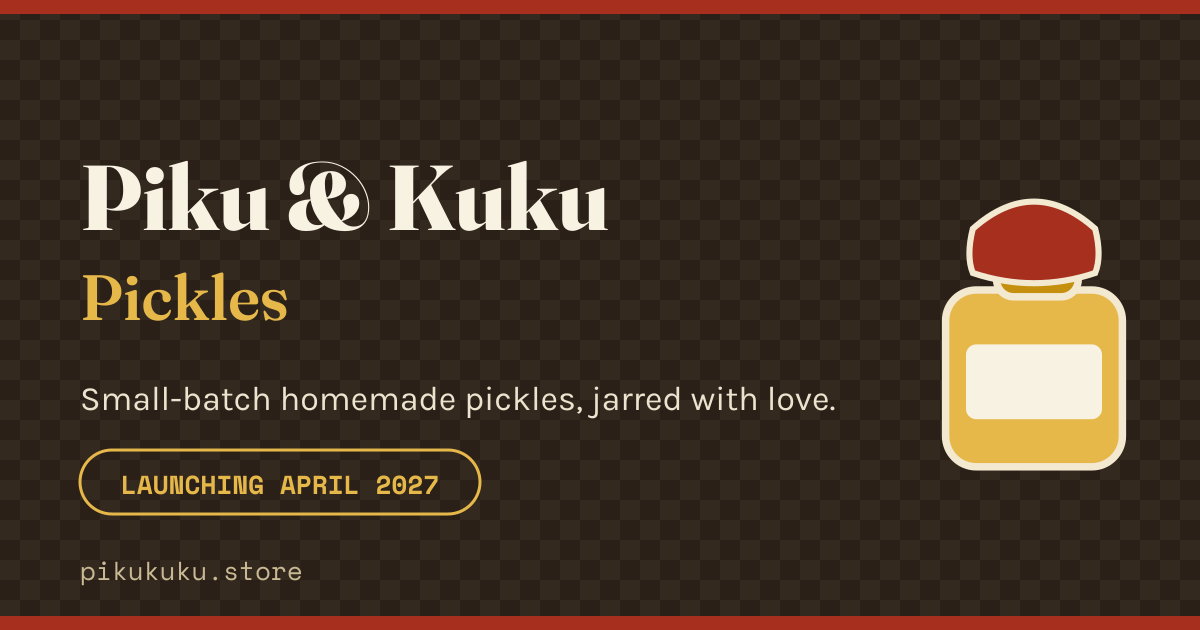 Piku & Kuku
Pickles
Small-batch homemade pickles, jarred with love.
LAUNCHING APRIL 2027
pikukuku.store